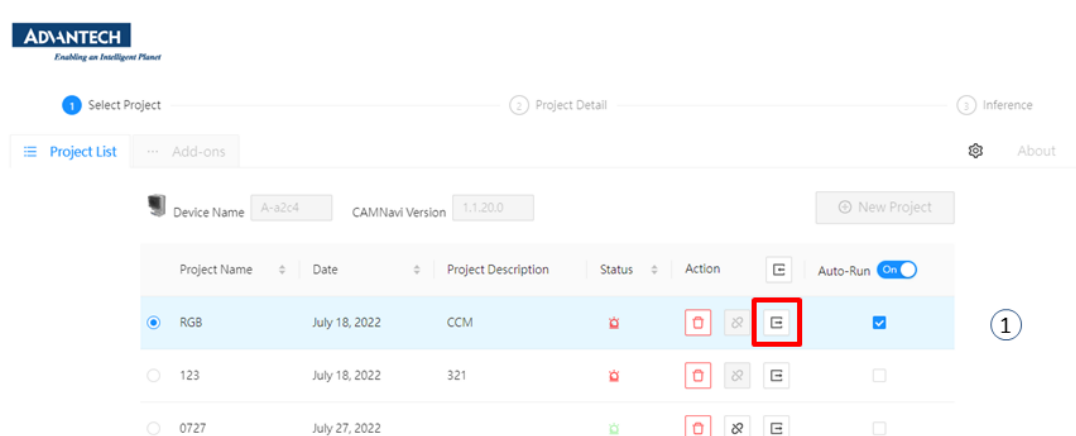 ADVANTECH
Enabling an Intelligent Planet
1 Select Project 2 Project Detail 3 Inference
Project List ... Add-ons About
Device Name A-a2c4 CAMNavi Version 1.1.20.0 New Project
Project Name Date Project Description Status Action Auto-Run On
RGB July 18, 2022 CCM 1
123 July 18, 2022 321
0727 July 27, 2022